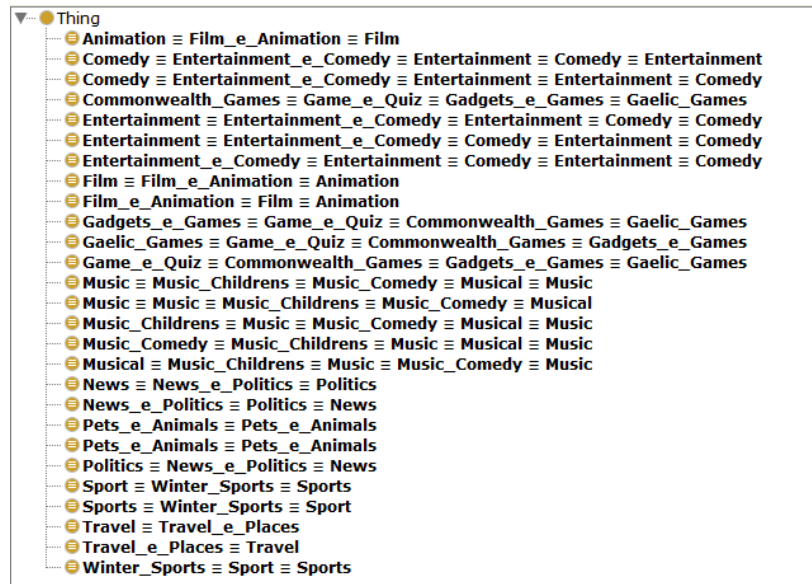 Thing
Animation ≡ Film_e_Animation ≡ Film
Comedy ≡ Entertainment_e_Comedy ≡ Entertainment ≡ Comedy ≡ Entertainment
Comedy ≡ Entertainment_e_Comedy ≡ Entertainment ≡ Entertainment ≡ Comedy
Commonwealth_Games ≡ Game_e_Quiz ≡ Gadgets_e_Games ≡ Gaelic_Games
Entertainment ≡ Entertainment_e_Comedy ≡ Entertainment ≡ Comedy ≡ Comedy
Entertainment ≡ Entertainment_e_Comedy ≡ Comedy ≡ Entertainment ≡ Comedy
Entertainment_e_Comedy ≡ Entertainment ≡ Comedy ≡ Entertainment ≡ Comedy
Film ≡ Film_e_Animation ≡ Animation
Film_e_Animation ≡ Film ≡ Animation
Gadgets_e_Games ≡ Game_e_Quiz ≡ Commonwealth_Games ≡ Gaelic_Games
Gaelic_Games ≡ Game_e_Quiz ≡ Commonwealth_Games ≡ Gadgets_e_Games
Game_e_Quiz ≡ Commonwealth_Games ≡ Gadgets_e_Games ≡ Gaelic_Games
Music ≡ Music_Childrens ≡ Music_Comedy ≡ Musical ≡ Music
Music ≡ Music ≡ Music_Childrens ≡ Music_Comedy ≡ Musical
Music_Childrens ≡ Music ≡ Music_Comedy ≡ Musical ≡ Music
Music_Comedy ≡ Music_Childrens ≡ Music ≡ Musical ≡ Music
Musical ≡ Music_Childrens ≡ Music ≡ Music_Comedy ≡ Music
News ≡ News_e_Politics ≡ Politics
News_e_Politics ≡ Politics ≡ News
Pets_e_Animals ≡ Pets_e_Animals
Pets_e_Animals ≡ Pets_e_Animals
Politics ≡ News_e_Politics ≡ News
Sport ≡ Winter_Sports ≡ Sports
Sports ≡ Winter_Sports ≡ Sport
Travel ≡ Travel_e_Places
Travel_e_Places ≡ Travel
Winter_Sports ≡ Sport ≡ Sports